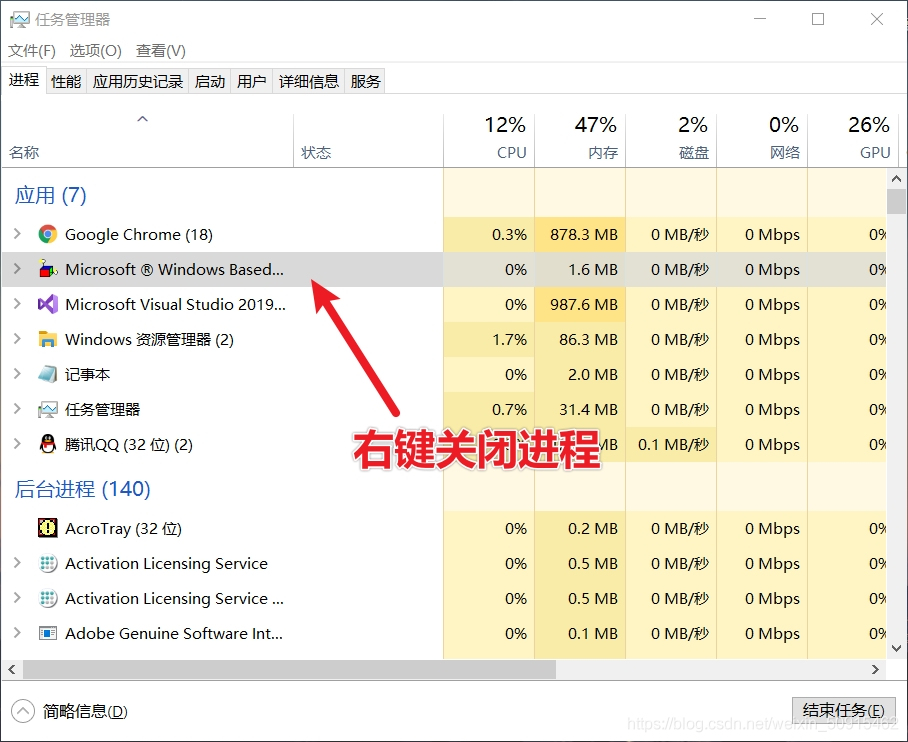 任务管理器
文件(F) 选项(O) 查看(V)
进程 性能 应用历史记录 启动 用户 详细信息 服务
12% 47% 2% 0% 26%
名称 状态 CPU 内存 磁盘 网络 GPU
应用 (7)
Google Chrome (18) 0.3% 878.3 MB 0 MB/秒 0 Mbps 0%
Microsoft ® Windows Based... 0% 1.6 MB 0 MB/秒 0 Mbps 0%
Microsoft Visual Studio 2019... 0% 987.6 MB 0 MB/秒 0 Mbps 0%
Windows 资源管理器 (2) 1.7% 86.3 MB 0 MB/秒 0 Mbps 0%
记事本 0% 2.0 MB 0 MB/秒 0 Mbps 0%
任务管理器 0.7% 31.4 MB 0 MB/秒 0 Mbps 0%
腾讯QQ (32 位) (2) MB 0.1 MB/秒 0 Mbps 0%
右键关闭进程
后台进程 (140)
AcroTray (32 位) 0% 0.2 MB 0 MB/秒 0 Mbps 0%
Activation Licensing Service 0% 0.5 MB 0 MB/秒 0 Mbps 0%
Activation Licensing Service ... 0% 0.5 MB 0 MB/秒 0 Mbps 0%
Adobe Genuine Software Int... 0% 0.1 MB 0 MB/秒 0 Mbps 0%
简略信息(D) 结束任务(E)